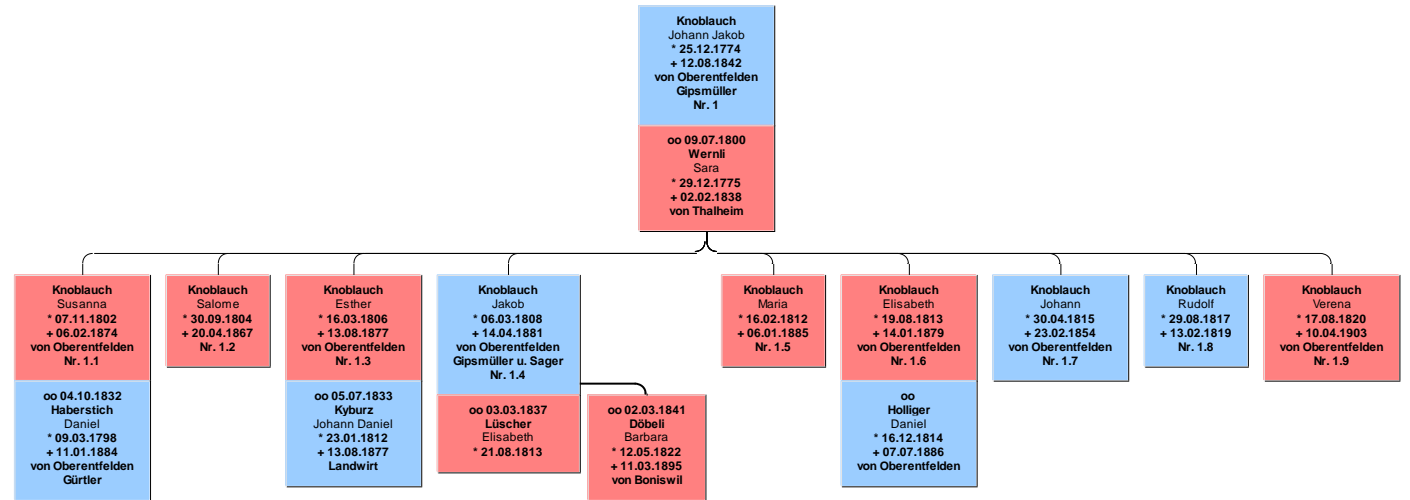 Knoblauch
Johann Jakob
* 25.12.1774
+ 12.08.1842
von Oberentfelden
Gipsmüller
Nr. 1
oo 09.07.1800
Wernli
Sara
* 29.12.1775
+ 02.02.1838
von Thalheim
Knoblauch
Susanna
* 07.11.1802
+ 06.02.1874
von Oberentfelden
Nr. 1.1
oo 04.10.1832
Haberstich
Daniel
* 09.03.1798
+ 11.01.1884
von Oberentfelden
Gürtler
Knoblauch
Salome
* 30.09.1804
+ 20.04.1867
Nr. 1.2
Knoblauch
Esther
* 16.03.1806
+ 13.08.1877
von Oberentfelden
Nr. 1.3
oo 05.07.1833
Kyburz
Johann Daniel
* 23.01.1812
+ 13.08.1877
Landwirt
Knoblauch
Jakob
* 06.03.1808
+ 14.04.1881
von Oberentfelden
Gipsmüller u. Sager
Nr. 1.4
oo 03.03.1837
Lüscher
Elisabeth
* 21.08.1813
oo 02.03.1841
Döbeli
Barbara
* 12.05.1822
+ 11.03.1895
von Boniswil
Knoblauch
Maria
* 16.02.1812
+ 06.01.1885
Nr. 1.5
Knoblauch
Elisabeth
* 19.08.1813
+ 14.01.1879
von Oberentfelden
Nr. 1.6
oo
Holliger
Daniel
* 16.12.1814
+ 07.07.1886
von Oberentfelden
Knoblauch
Johann
* 30.04.1815
+ 23.02.1854
von Oberentfelden
Nr. 1.7
Knoblauch
Rudolf
* 29.08.1817
+ 13.02.1819
Nr. 1.8
Knoblauch
Verena
* 17.08.1820
+ 10.04.1903
von Oberentfelden
Nr. 1.9